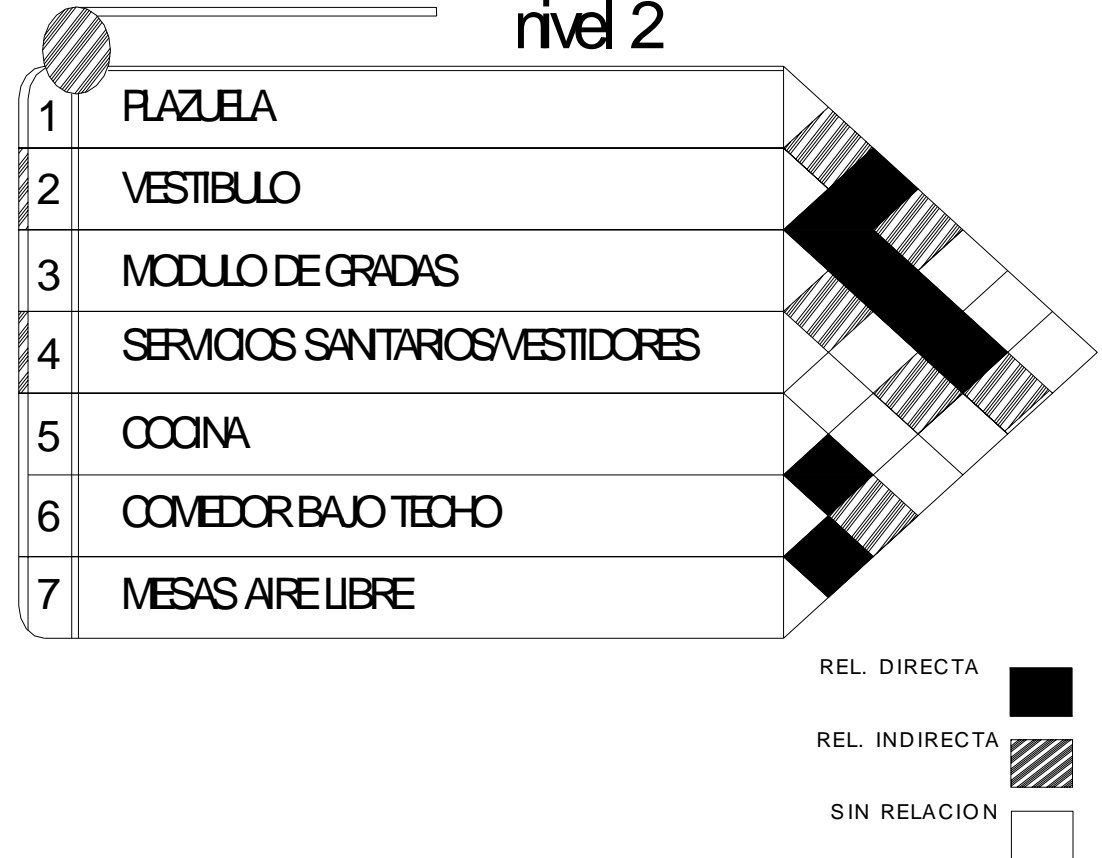 nivel 2
1 PLAZUELA
2 VESTIBULO
3 MODULO DE GRADAS
4 SERVICIOS SANITARIOS/VESTIDORES
5 COCINA
6 COMEDOR BAJO TECHO
7 MESAS AIRE LIBRE
REL. DIRECTA
REL. INDIRECTA
SIN RELACION